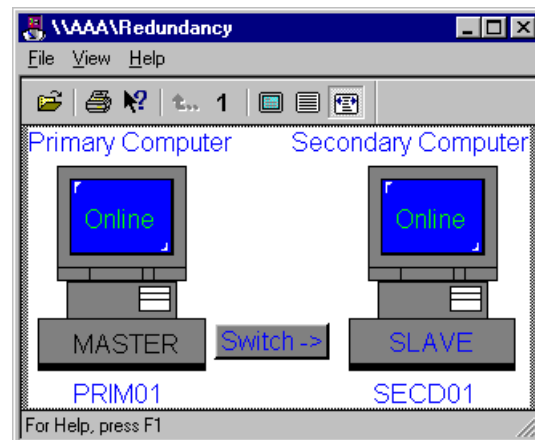 \\AAA\Redundancy
File View Help
1
Primary Computer Secondary Computer
Online Online
MASTER Switch -> SLAVE
PRIM01 SECD01
For Help, press F1